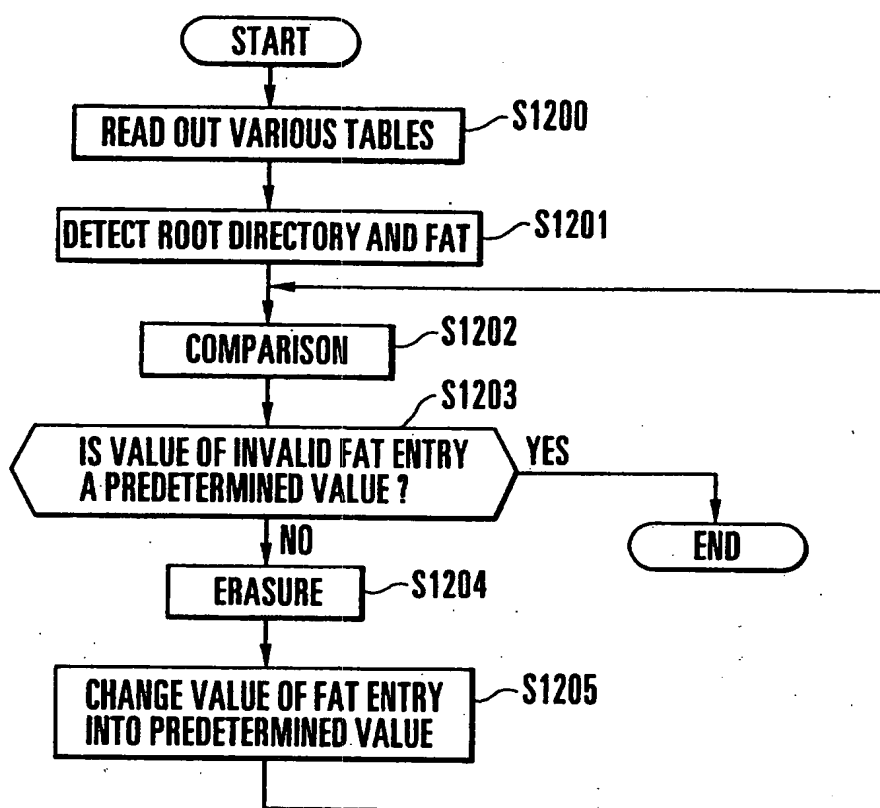 START
READ OUT VARIOUS TABLES
S1200
DETECT ROOT DIRECTORY AND FAT
S1201
COMPARISON
S1202
S1203
IS VALUE OF INVALID FAT ENTRY
A PREDETERMINED VALUE ?
YES
END
NO
ERASURE
S1204
CHANGE VALUE OF FAT ENTRY
INTO PREDETERMINED VALUE
S1205